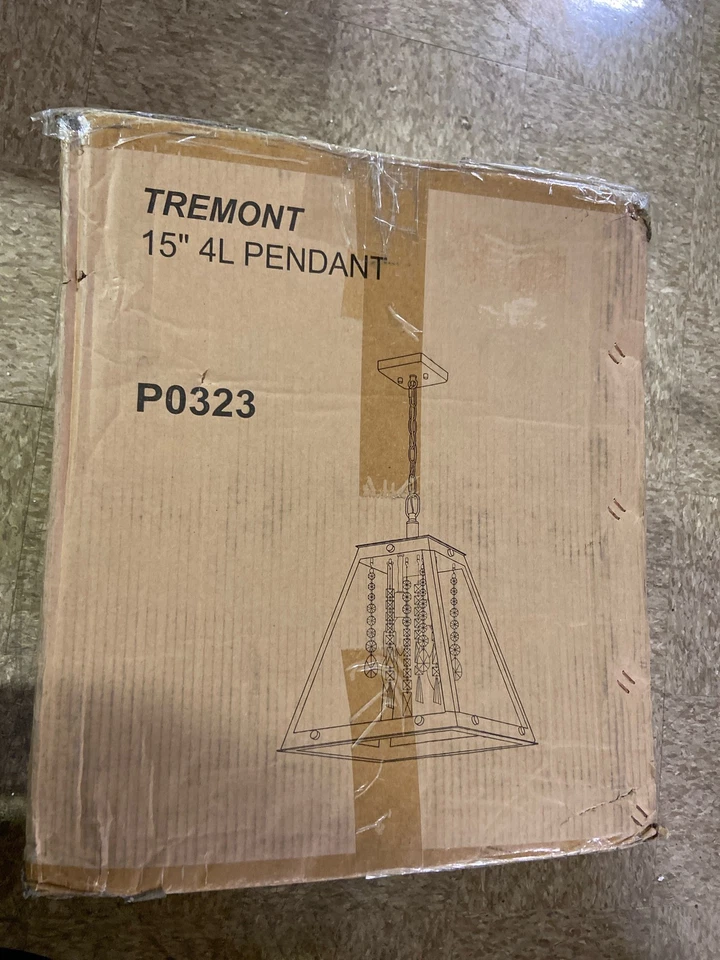 TREMONT
15" 4L PENDANT
P0323